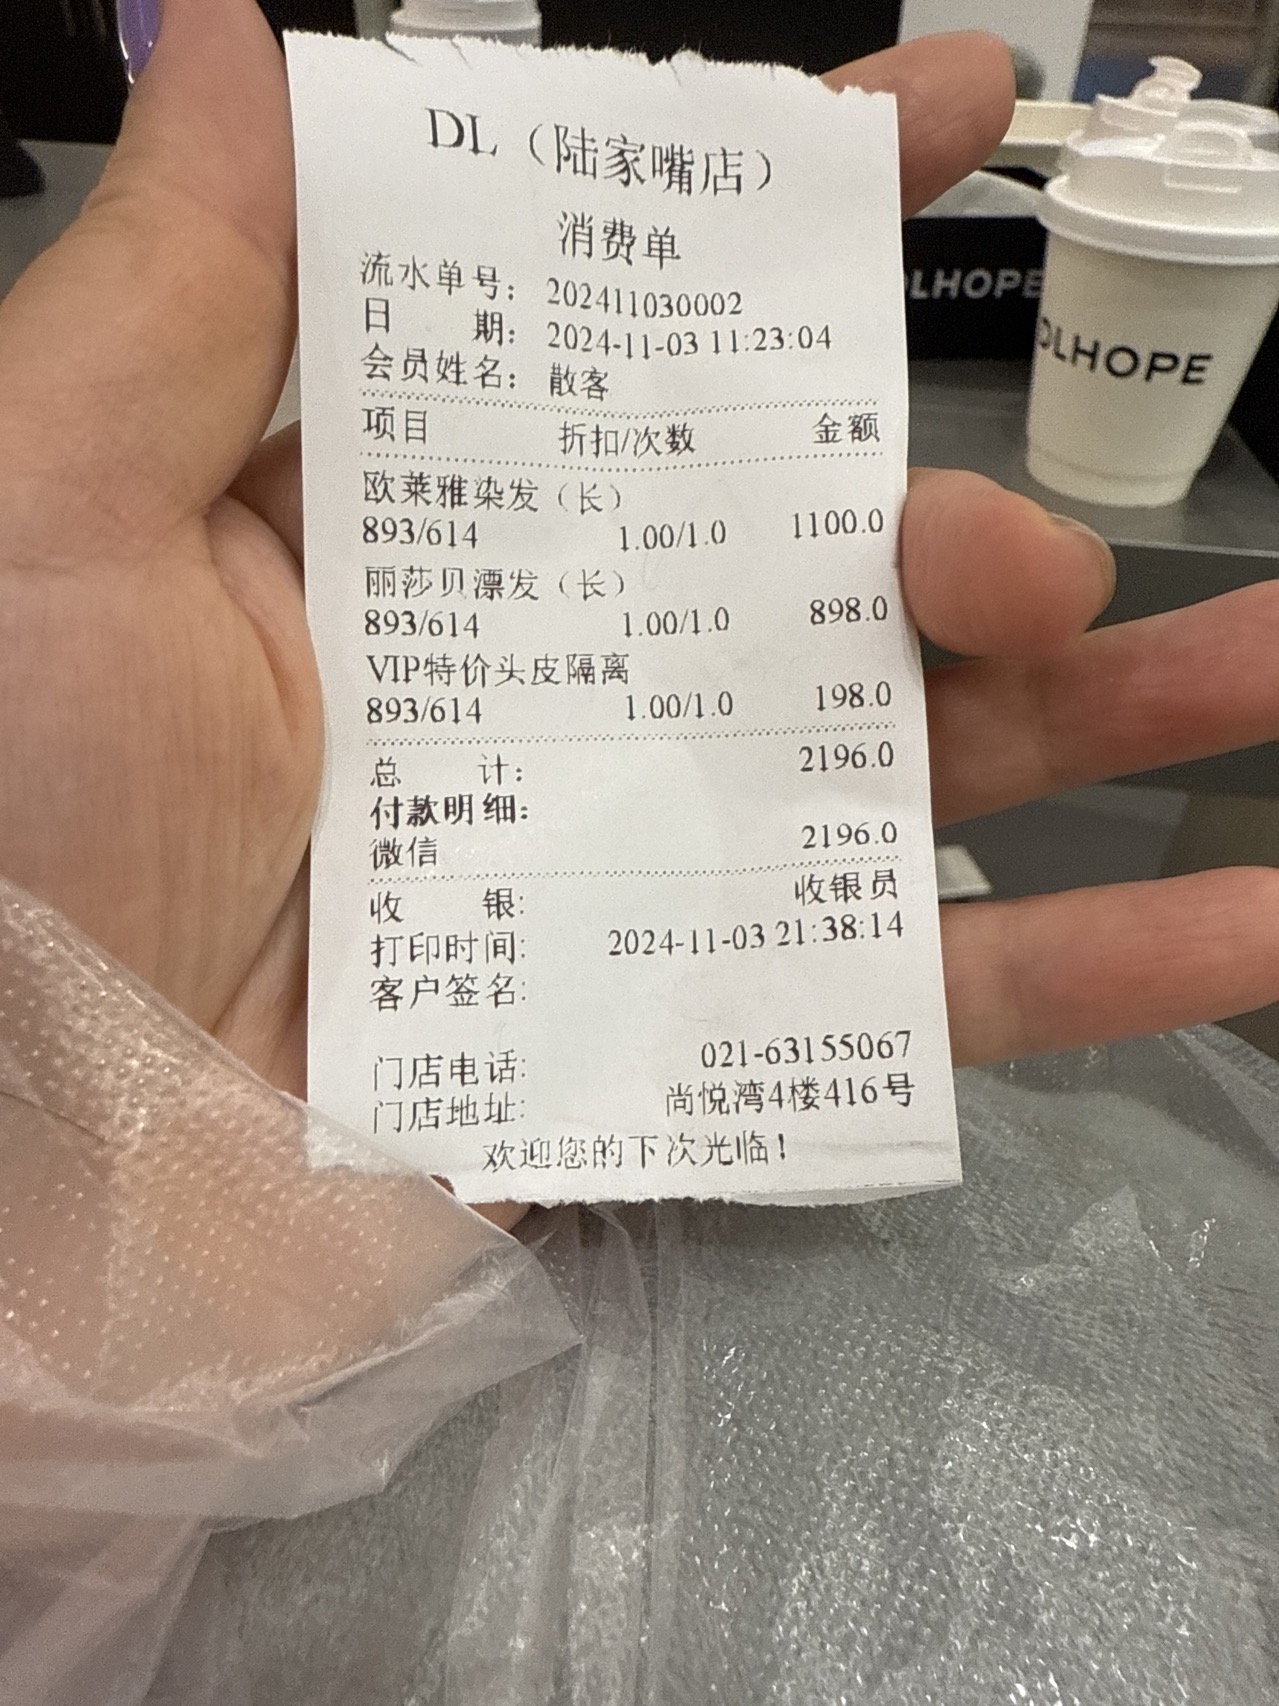 DL（陆家嘴店）
消费单
流水单号： 202411030002
日 期： 2024-11-03 11:23:04
会员姓名： 散客
项目 折扣/次数 金额
欧莱雅染发（长）
893/614 1.00/1.0 1100.0
丽莎贝漂发（长）
893/614 1.00/1.0 898.0
VIP特价头皮隔离
893/614 1.00/1.0 198.0
总 计： 2196.0
付款明细：
微信 2196.0
收 银: 收银员
打印时间: 2024-11-03 21:38:14
客户签名:
门店电话: 021-63155067
门店地址: 尚悦湾4楼416号
欢迎您的下次光临！
OLHOPE
OLHOPE